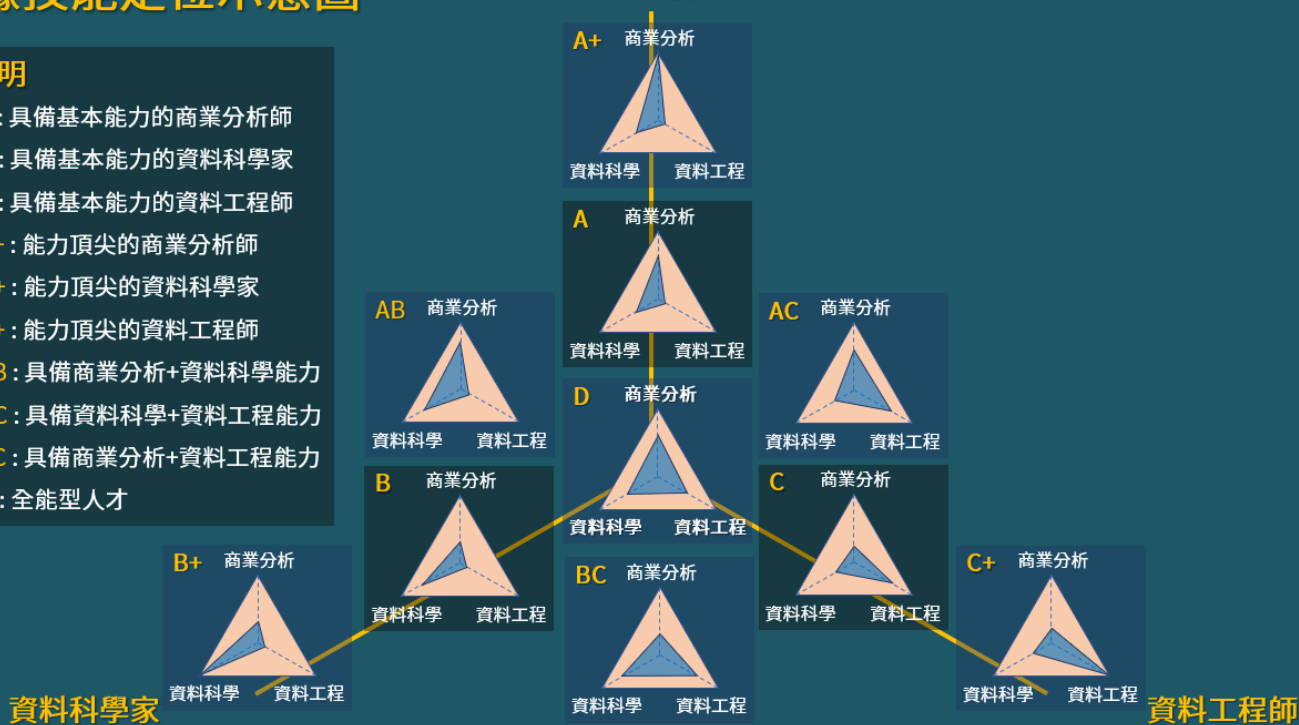 技能定位示意圖
明
: 具備基本能力的商業分析師
: 具備基本能力的資料科學家
: 具備基本能力的資料工程師
+ : 能力頂尖的商業分析師
+ : 能力頂尖的資料科學家
+ : 能力頂尖的資料工程師
B : 具備商業分析+資料科學能力
C : 具備資料科學+資料工程能力
C : 具備商業分析+資料工程能力
: 全能型人才
A+ 商業分析
資料科學 資料工程
A 商業分析
資料科學 資料工程
AB 商業分析
資料科學 資料工程
AC 商業分析
資料科學 資料工程
D 商業分析
資料科學 資料工程
B 商業分析
資料科學 資料工程
C 商業分析
資料科學 資料工程
B+ 商業分析
資料科學 資料工程
BC 商業分析
資料科學 資料工程
C+ 商業分析
資料科學 資料工程
資料科學家
資料工程師